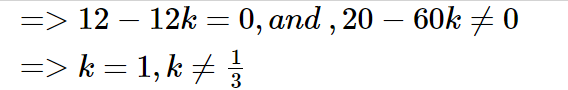 => 12 − 12k = 0, and , 20 − 60k ≠ 0
=> k = 1, k ≠ 1/3